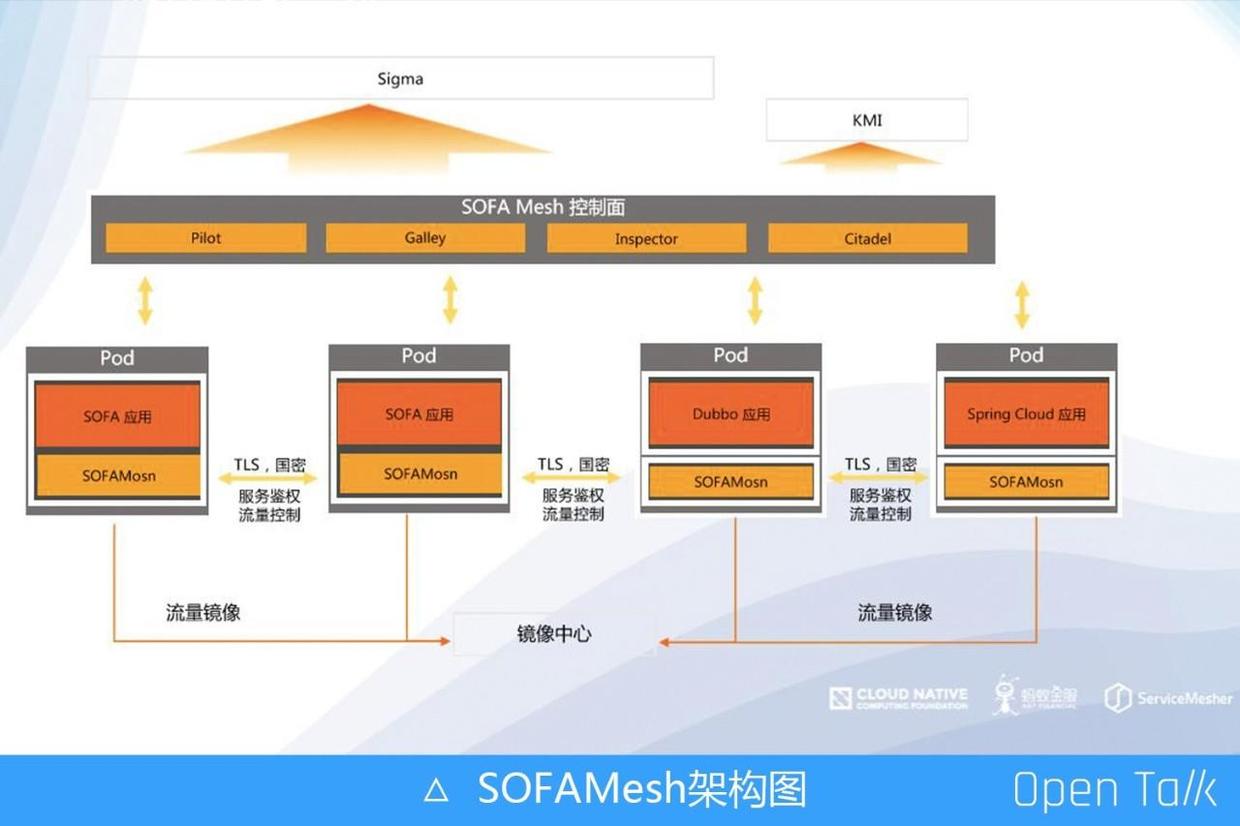 Sigma
KMI
SOFA Mesh 控制面
Pilot
Galley
Inspector
Citadel
Pod
SOFA 应用
SOFAMosn
TLS，国密
服务鉴权
流量控制
Pod
SOFA 应用
SOFAMosn
TLS，国密
服务鉴权
流量控制
Pod
Dubbo 应用
SOFAMosn
TLS，国密
服务鉴权
流量控制
Pod
Spring Cloud 应用
SOFAMosn
流量镜像
镜像中心
流量镜像
CLOUD NATIVE
COMPUTING FOUNDATION
蚂蚁金服
ANT FINANCIAL
ServiceMesher
△ SOFAMesh架构图
Open Talk